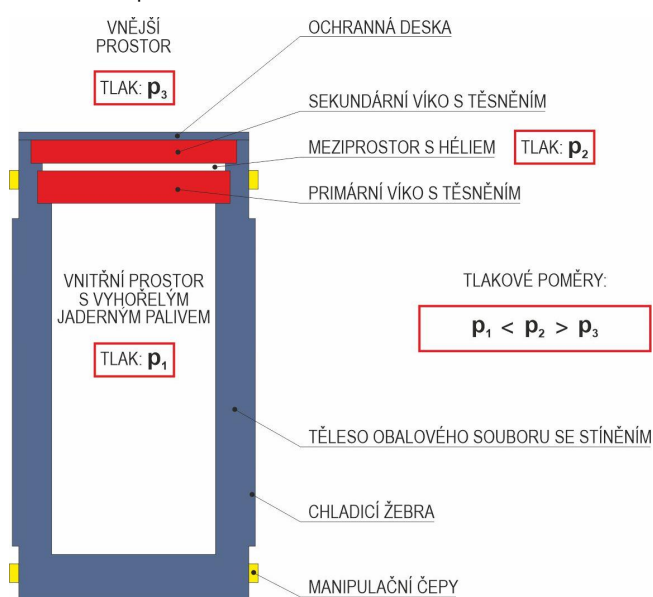 VNĚJŠÍ
PROSTOR
TLAK: p₃
OCHRANNÁ DESKA
SEKUNDÁRNÍ VÍKO S TĚSNĚNÍM
MEZIPROSTOR S HÉLIEM
TLAK: p₂
PRIMÁRNÍ VÍKO S TĚSNĚNÍM
VNITŘNÍ PROSTOR
S VYHOŘELÝM
JADERNÝM PALIVEM
TLAK: p₁
TLAKOVÉ POMĚRY:
p₁ < p₂ > p₃
TĚLESO OBALOVÉHO SOUBORU SE STÍNĚNÍM
CHLADICÍ ŽEBRA
MANIPULAČNÍ ČEPY